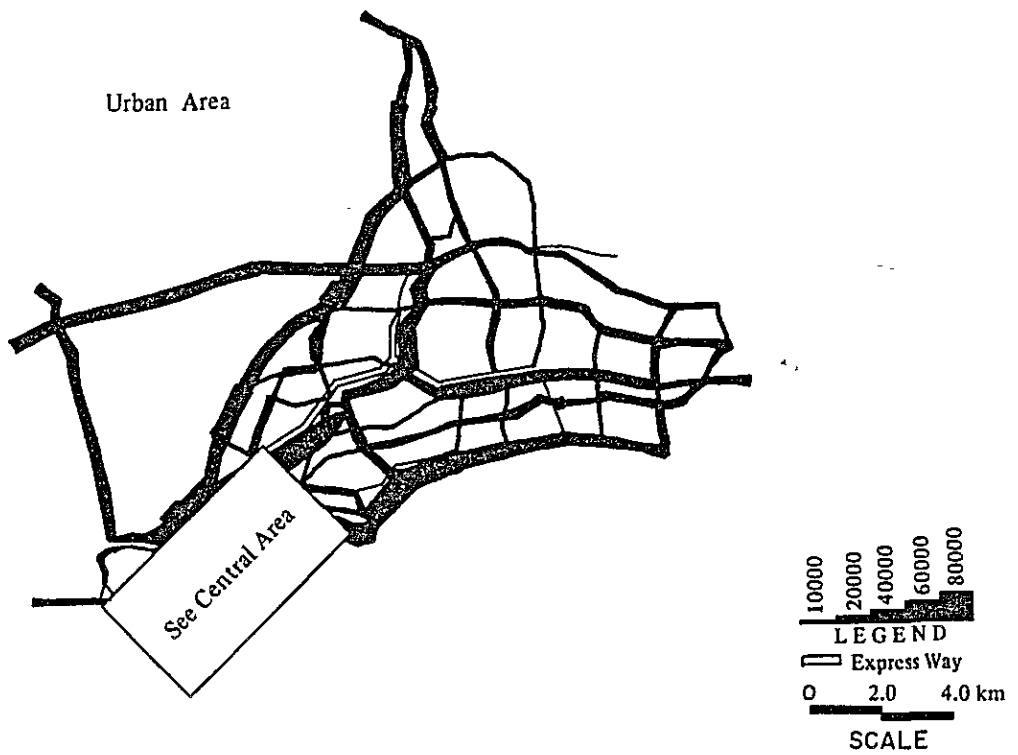 Urban Area
See Central Area
10000
20000
40000
60000
80000
LEGEND
Express Way
0 2.0 4.0 km
SCALE